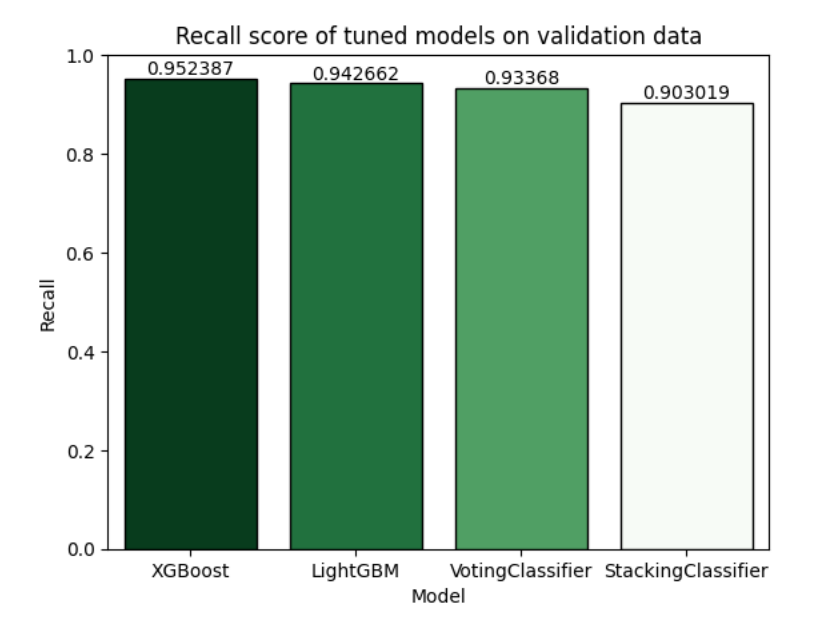 Recall score of tuned models on validation data
1.0
0.8
0.6
0.4
0.2
0.0
Recall
0.952387
0.942662
0.93368
0.903019
XGBoost
LightGBM
VotingClassifier
StackingClassifier
Model